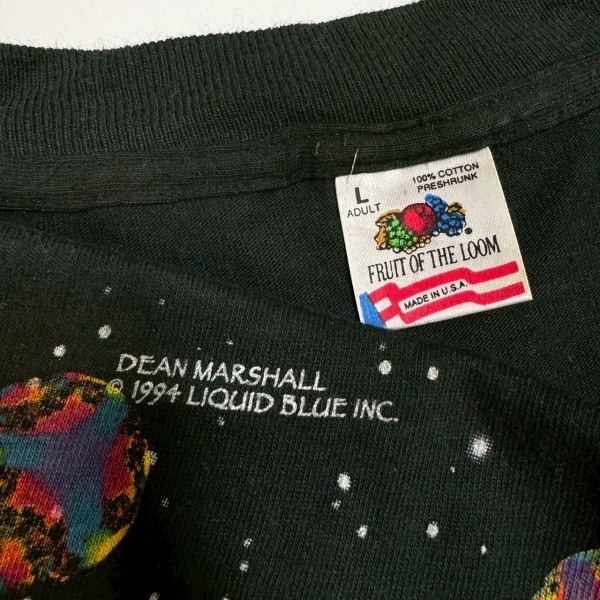 L
ADULT
100% COTTON
PRESHRUNK
FRUIT OF THE LOOM
MADE IN U.S.A.
DEAN MARSHALL
© 1994 LIQUID BLUE INC.